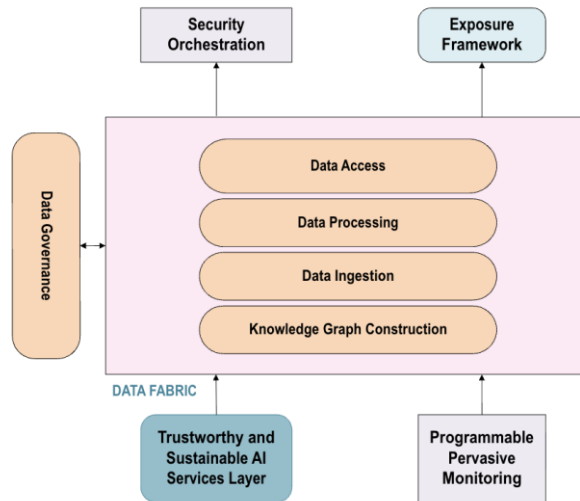 Security
Orchestration
Exposure
Framework
Data Governance
Data Access
Data Processing
Data Ingestion
Knowledge Graph Construction
DATA FABRIC
Trustworthy and
Sustainable AI
Services Layer
Programmable
Pervasive
Monitoring